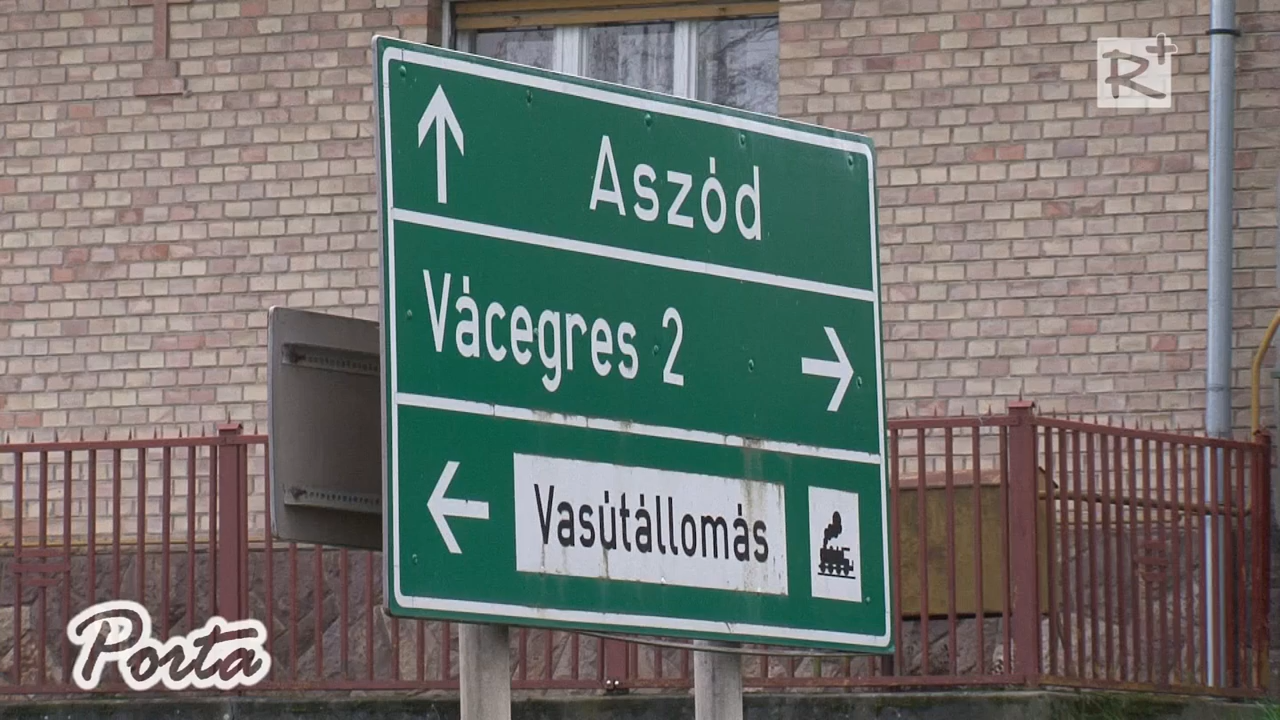 R+
Aszód
Vácegres 2
Vasútállomás
Porta